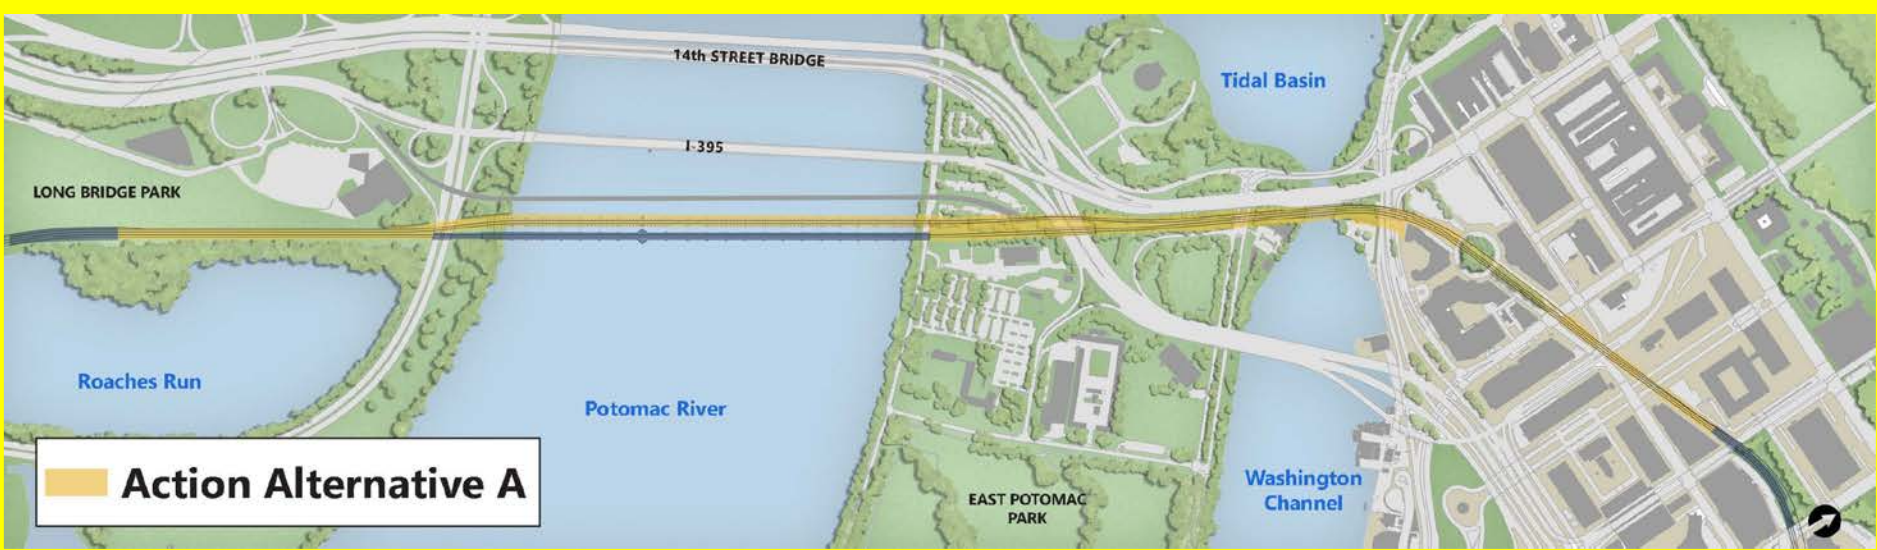 14th STREET BRIDGE
Tidal Basin
I-395
LONG BRIDGE PARK
Roaches Run
Potomac River
Action Alternative A
EAST POTOMAC
PARK
Washington
Channel